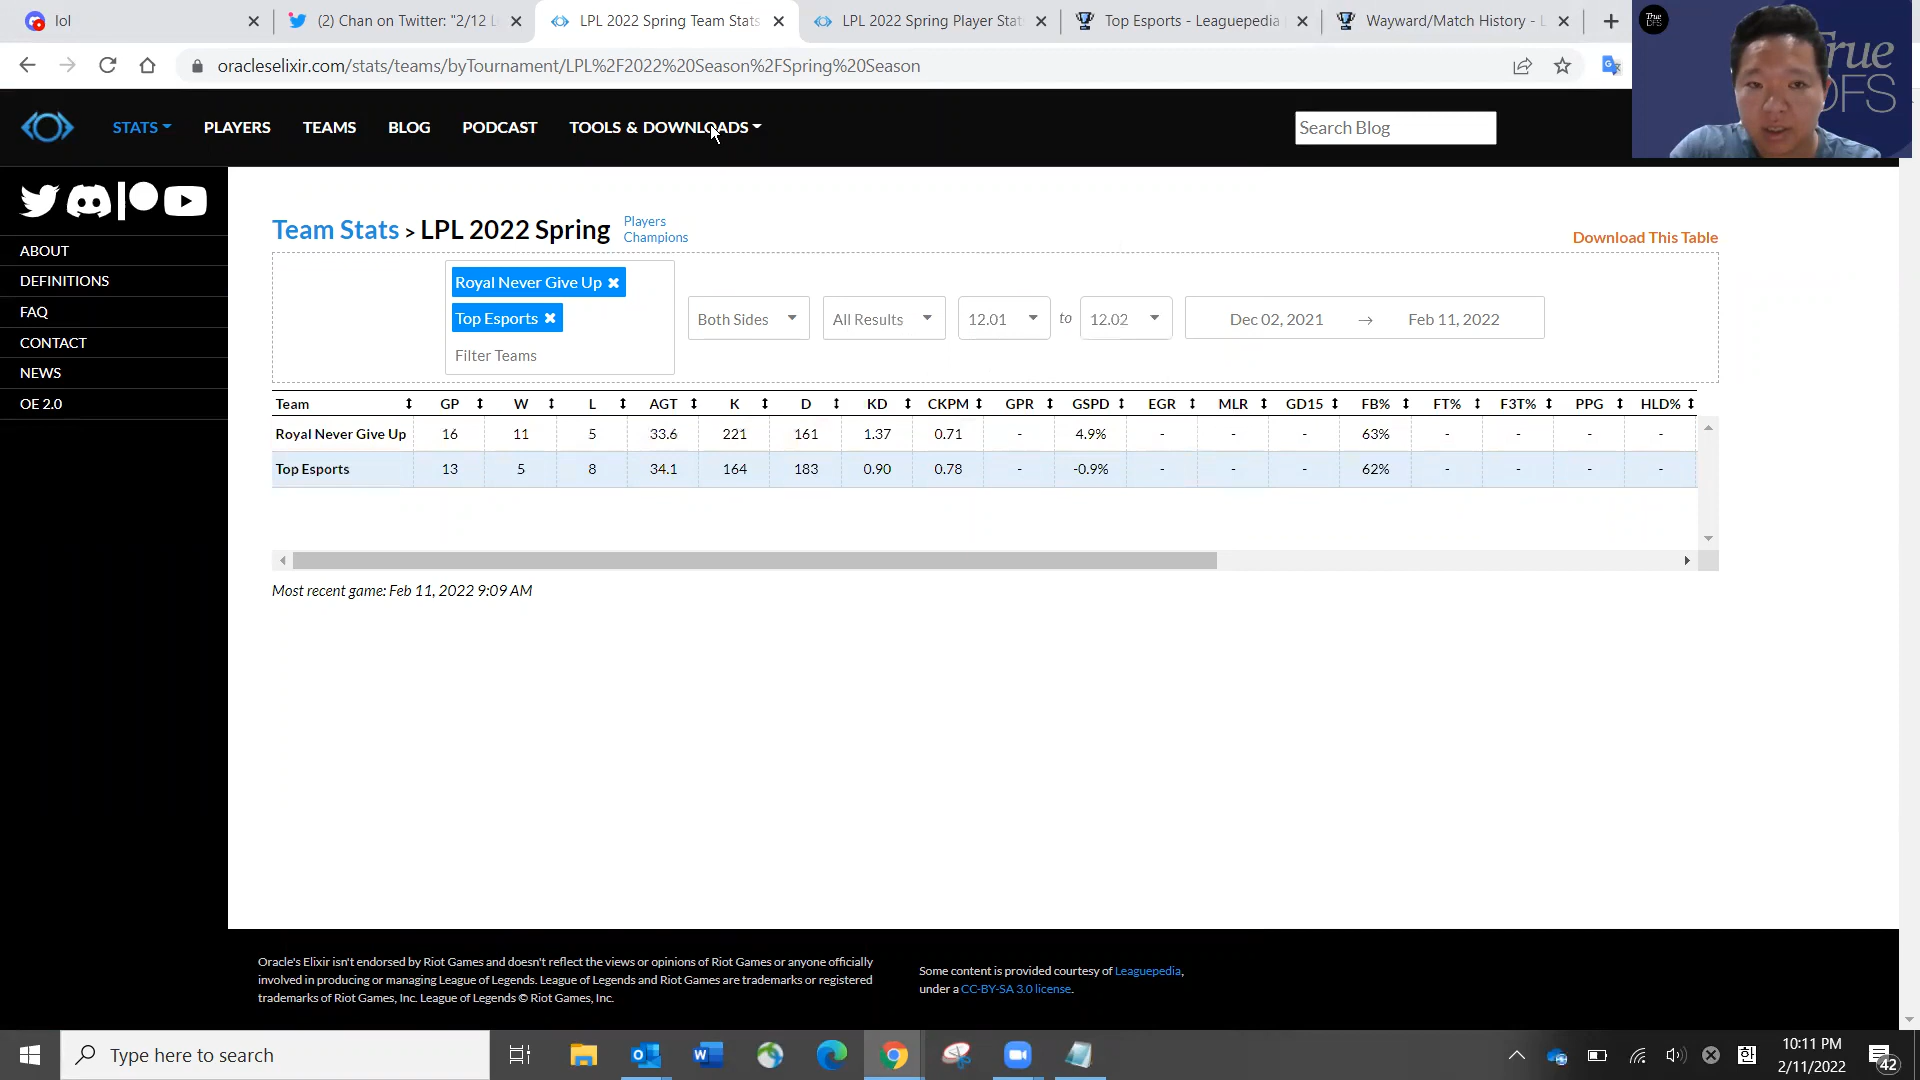 lol
(2) Chan on Twitter: "2/12 L
LPL 2022 Spring Team Stats
LPL 2022 Spring Player Stat
Top Esports - Leaguepedia
Wayward/Match History - L
oracleselixir.com/stats/teams/byTournament/LPL%2F2022%20Season%2FSpring%20Season
True DFS
True
DFS
STATS PLAYERS TEAMS BLOG PODCAST TOOLS & DOWNLOADS Search Blog
ABOUT
DEFINITIONS
FAQ
CONTACT
NEWS
OE 2.0
Team Stats > LPL 2022 Spring
Players
Champions
Download This Table
Royal Never Give Up
Top Esports
Filter Teams
Both Sides All Results 12.01 to 12.02 Dec 02, 2021 → Feb 11, 2022
Team GP W L AGT K D KD CKPM GPR GSPD EGR MLR GD15 FB% FT% F3T% PPG HLD%
Royal Never Give Up 16 11 5 33.6 221 161 1.37 0.71 - 4.9% - - - 63% - - - -
Top Esports 13 5 8 34.1 164 183 0.90 0.78 - -0.9% - - - 62% - - - -
Most recent game: Feb 11, 2022 9:09 AM
Oracle's Elixir isn't endorsed by Riot Games and doesn't reflect the views or opinions of Riot Games or anyone officially
involved in producing or managing League of Legends. League of Legends and Riot Games are trademarks or registered
trademarks of Riot Games, Inc. League of Legends © Riot Games, Inc.
Some content is provided courtesy of Leaguepedia,
under a CC-BY-SA 3.0 license.
Type here to search
한
10:11 PM
2/11/2022
42